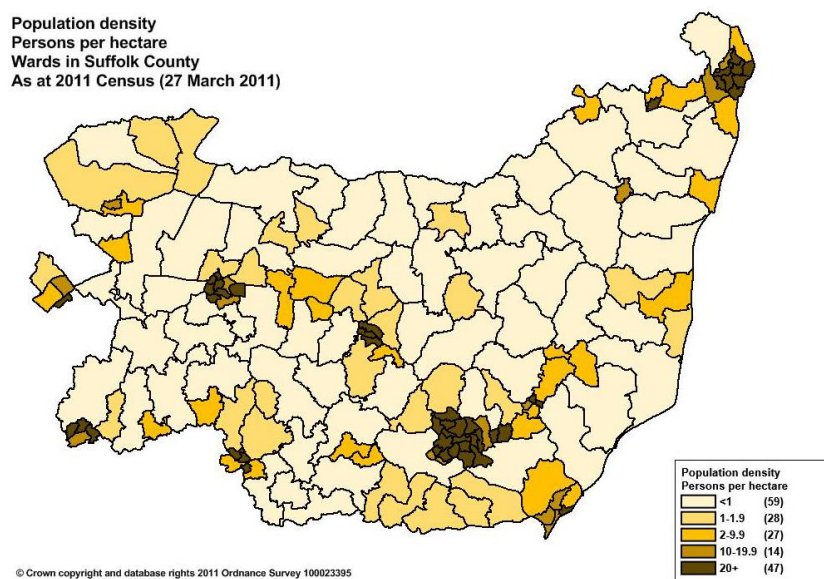 Population density
Persons per hectare
Wards in Suffolk County
As at 2011 Census (27 March 2011)
Population density
Persons per hectare
<1 (59)
1-1.9 (28)
2-9.9 (27)
10-19.9 (14)
20+ (47)
© Crown copyright and database rights 2011 Ordnance Survey 100023395